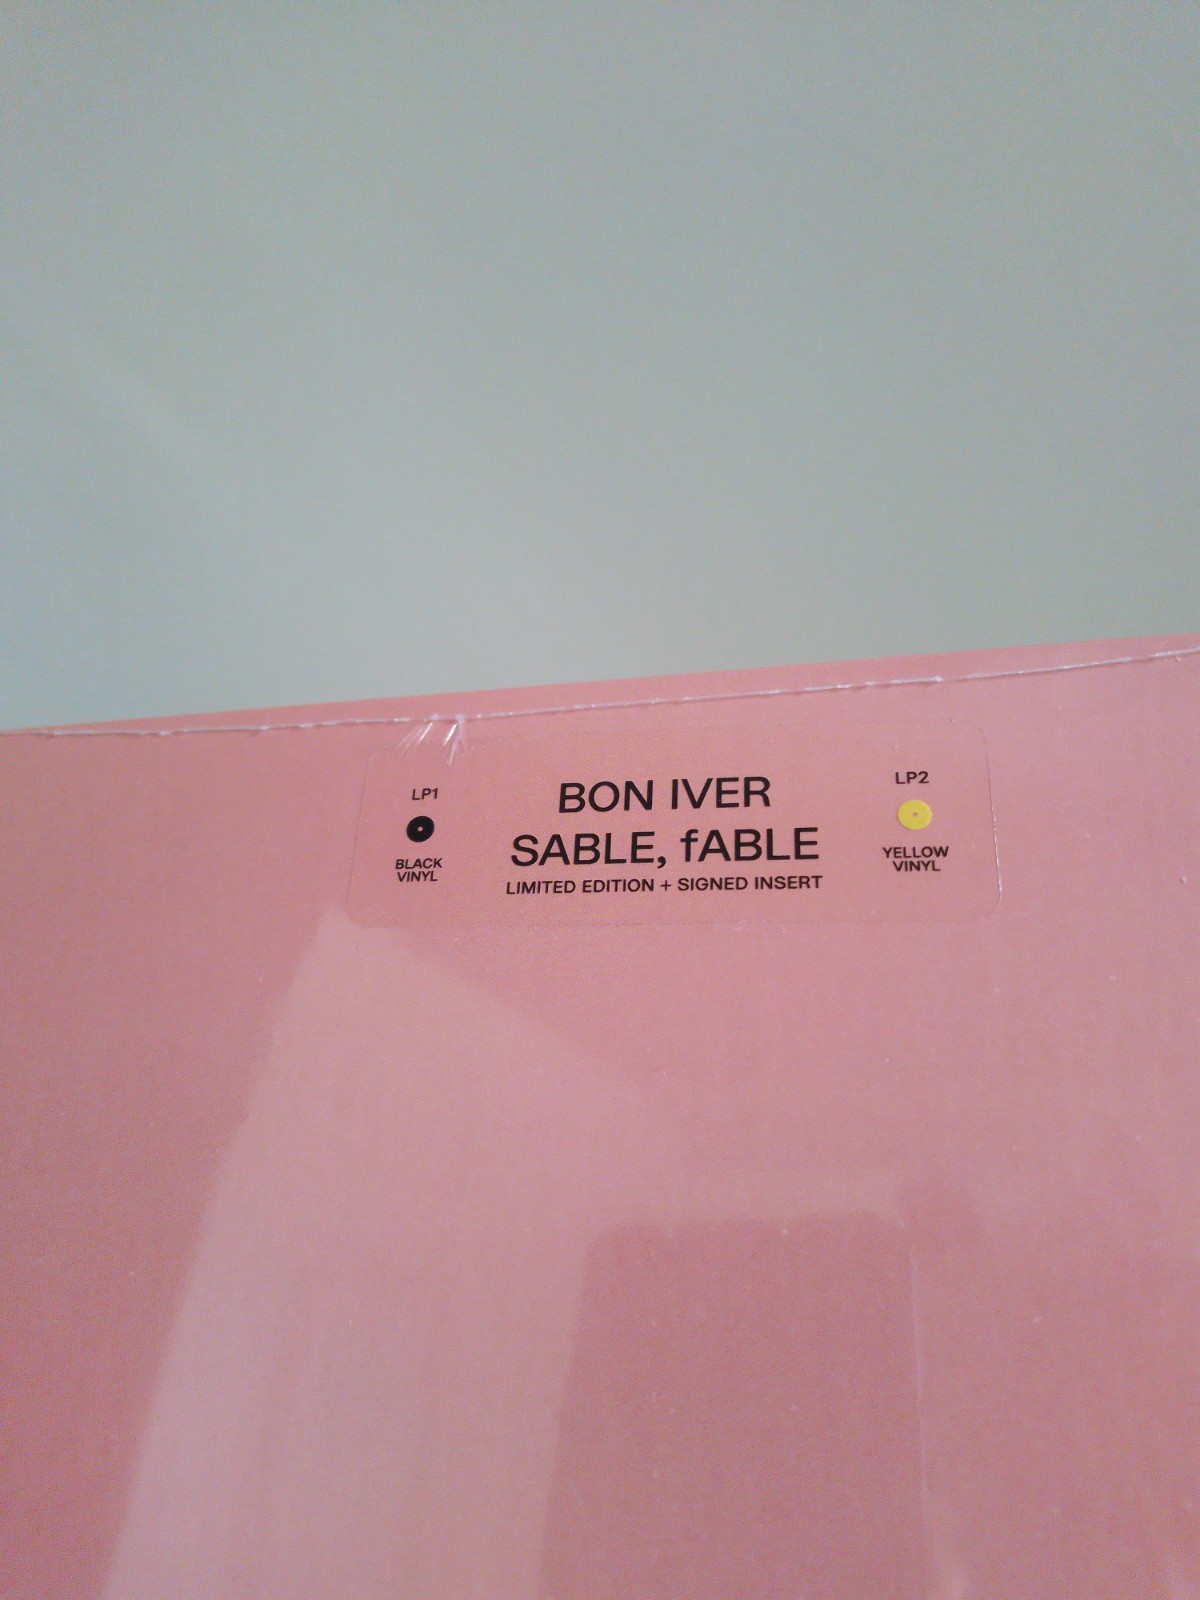 LP1
BLACK
VINYL
BON IVER
SABLE, fABLE
LIMITED EDITION + SIGNED INSERT
LP2
YELLOW
VINYL